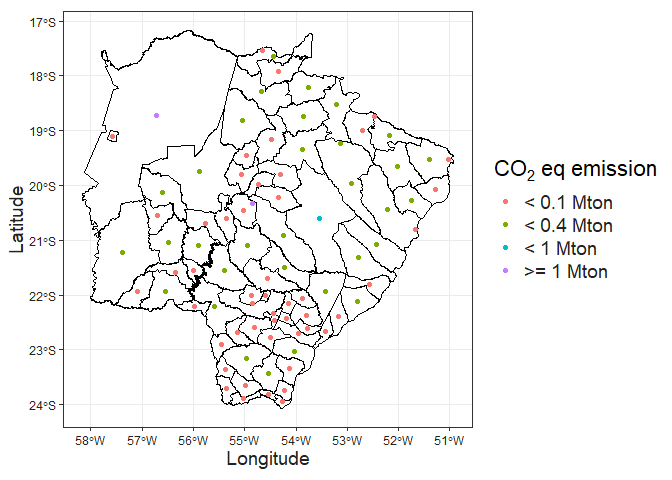 17°S
18°S
19°S
20°S
21°S
22°S
23°S
24°S
Latitude
58°W 57°W 56°W 55°W 54°W 53°W 52°W 51°W
Longitude
CO₂ eq emission
< 0.1 Mton
< 0.4 Mton
< 1 Mton
>= 1 Mton